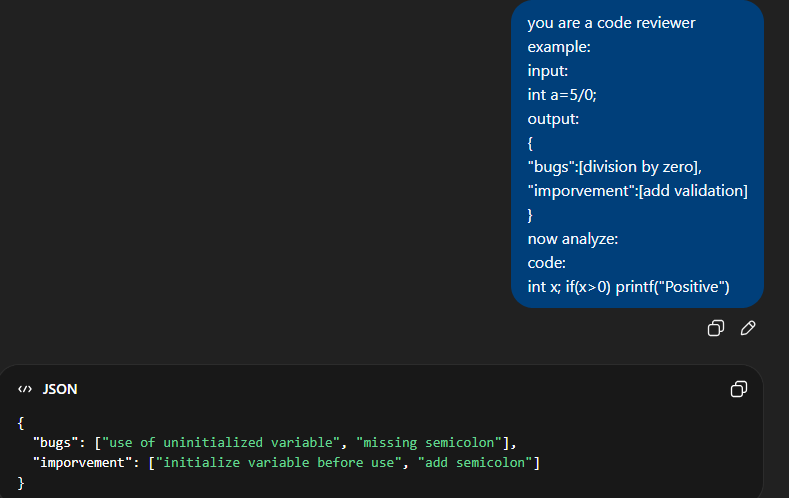 you are a code reviewer
example:
input:
int a=5/0;
output:
{
"bugs":[division by zero],
"imporvement":[add validation]
}
now analyze:
code:
int x; if(x>0) printf("Positive")
</> JSON
{
"bugs": ["use of uninitialized variable", "missing semicolon"],
"imporvement": ["initialize variable before use", "add semicolon"]
}